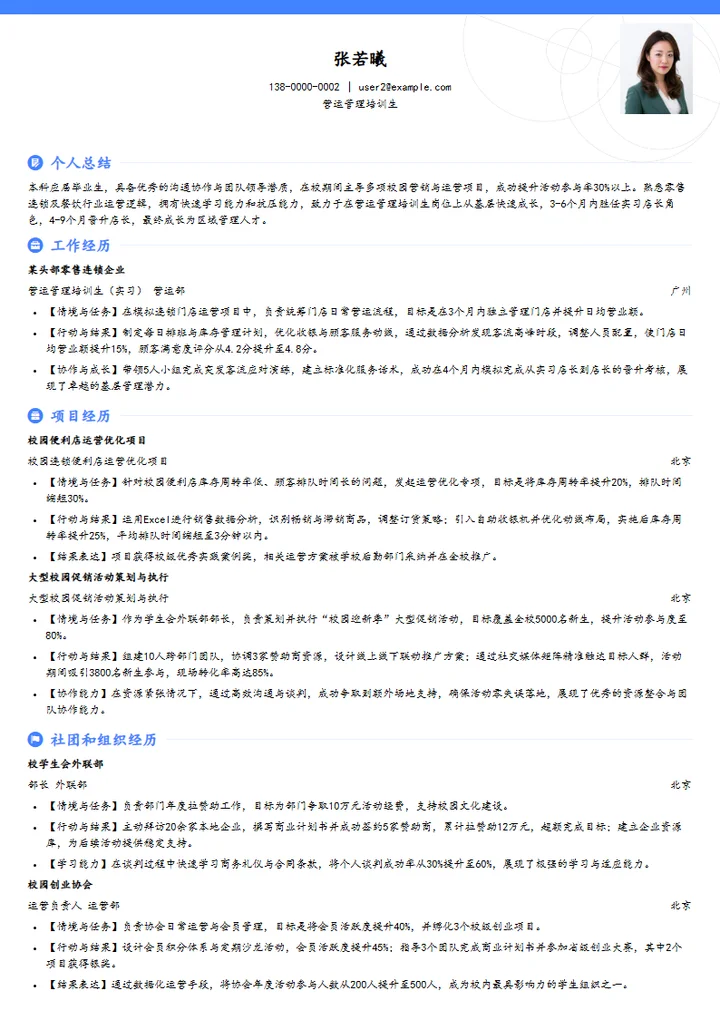 张若曦
138-0000-0002 | user2@example.com
营运管理培训生
个人总结
本科应届毕业生，具备优秀的沟通协作与团队领导潜质，在校期间主导多项校园营销与运营项目，成功提升活动参与率30%以上。熟悉零售
连锁及餐饮行业运营逻辑，拥有快速学习能力和抗压能力，致力于在营运管理培训生岗位上从基层快速成长，3-6个月内胜任实习店长角
色，4-9个月晋升店长，最终成长为区域管理人才。
工作经历
某头部零售连锁企业
营运管理培训生（实习） 营运部 广州
• 【情境与任务】在模拟连锁门店运营项目中，负责统筹门店日常营运流程，目标是在3个月内独立管理门店并提升日均营业额。
• 【行动与结果】制定每日排班与库存管理计划，优化收银与顾客服务动线，通过数据分析发现客流高峰时段，调整人员配置，使门店日
均营业额提升15%，顾客满意度评分从4.2分提升至4.8分。
• 【协作与成长】带领5人小组完成突发客流应对演练，建立标准化服务话术，成功在4个月内模拟完成从实习店长到店长的晋升考核，展
现了卓越的基层管理潜力。
项目经历
校园便利店运营优化项目
校园连锁便利店运营优化项目 北京
• 【情境与任务】针对校园便利店库存周转率低、顾客排队时间长的问题，发起运营优化专项，目标是将库存周转率提升20%，排队时间
缩短30%。
• 【行动与结果】运用Excel进行销售数据分析，识别畅销与滞销商品，调整订货策略；引入自助收银机并优化动线布局，实施后库存周
转率提升25%，平均排队时间缩短至3分钟以内。
• 【结果表达】项目获得校级优秀实践案例奖，相关运营方案被学校后勤部门采纳并在全校推广。
大型校园促销活动策划与执行
大型校园促销活动策划与执行 北京
• 【情境与任务】作为学生会外联部部长，负责策划并执行“校园迎新季”大型促销活动，目标覆盖全校5000名新生，提升活动参与度至
80%。
• 【行动与结果】组建10人跨部门团队，协调3家赞助商资源，设计线上线下联动推广方案；通过社交媒体矩阵精准触达目标人群，活动
期间吸引3800名新生参与，现场转化率高达85%。
• 【协作能力】在资源紧张情况下，通过高效沟通与谈判，成功争取到额外场地支持，确保活动零失误落地，展现了优秀的资源整合与团
队协作能力。
社团和组织经历
校学生会外联部
部长 外联部 北京
• 【情境与任务】负责部门年度拉赞助工作，目标为部门争取10万元活动经费，支持校园文化建设。
• 【行动与结果】主动拜访20余家本地企业，撰写商业计划书并成功签约5家赞助商，累计拉赞助12万元，超额完成目标；建立企业资源
库，为后续活动提供稳定支持。
• 【学习能力】在谈判过程中快速学习商务礼仪与合同条款，将个人谈判成功率从30%提升至60%，展现了极强的学习与适应能力。
校园创业协会
运营负责人 运营部 北京
• 【情境与任务】负责协会日常运营与会员管理，目标是将会员活跃度提升40%，并孵化3个校级创业项目。
• 【行动与结果】设计会员积分体系与定期沙龙活动，会员活跃度提升45%；指导3个团队完成商业计划书并参加省级创业大赛，其中2个
项目获得银奖。
• 【结果表达】通过数据化运营手段，将协会年度活动参与人数从200人提升至500人，成为校内最具影响力的学生组织之一。